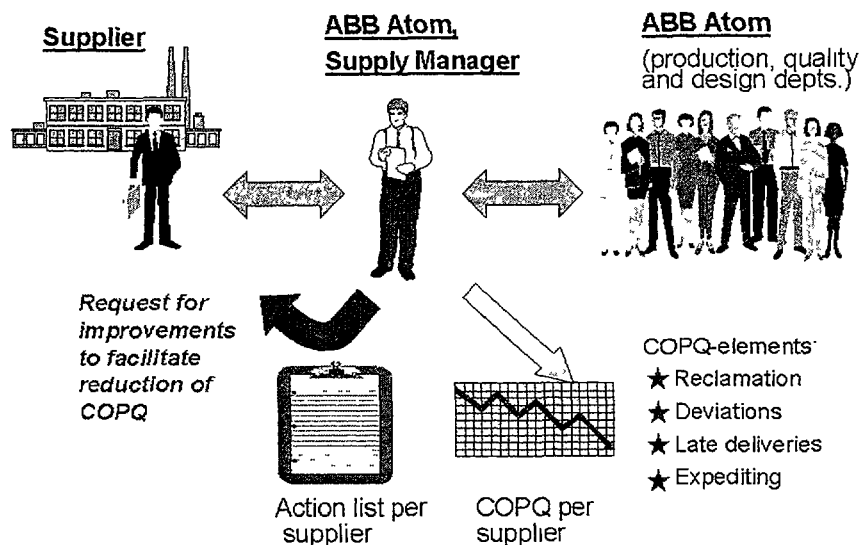 Supplier
ABB Atom,
Supply Manager
ABB Atom
(production, quality
and design depts.)
Request for
improvements
to facilitate
reduction of
COPQ
Action list per
supplier
COPQ per
supplier
COPQ-elements
Reclamation
Deviations
Late deliveries
Expediting